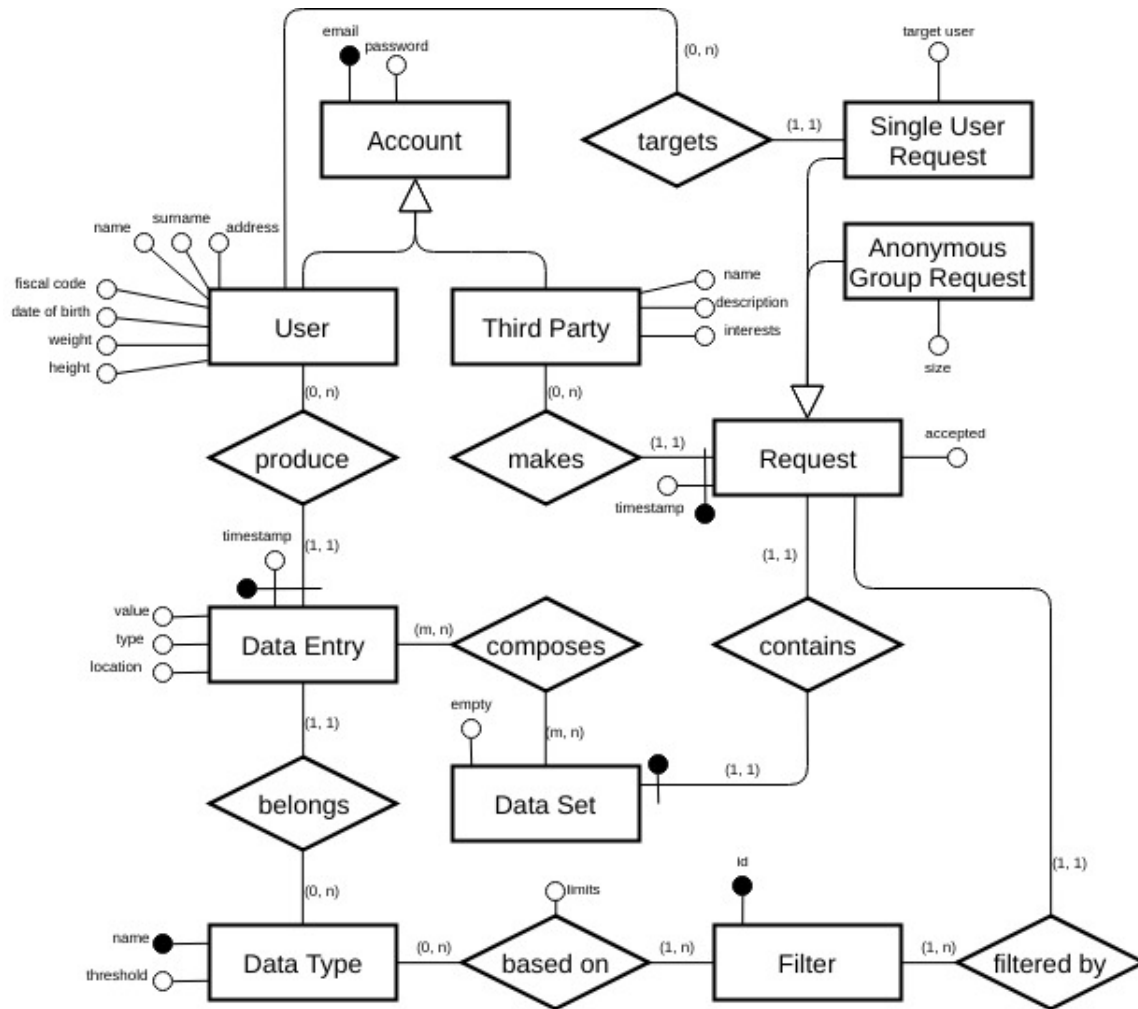 email
password
(0, n)
target user
Account
targets
(1, 1)
Single User
Request
name
surname
address
Anonymous
Group Request
fiscal code
date of birth
weight
height
User
Third Party
name
description
interests
size
(0, n)
(0, n)
produce
makes
(1, 1)
Request
accepted
timestamp
timestamp
(1, 1)
(1, 1)
value
type
location
Data Entry
(m, n)
composes
contains
(1, 1)
empty
(m, n)
(1, 1)
Data Set
belongs
(0, n)
(1, 1)
name
threshold
Data Type
(0, n)
limits
based on
(1, n)
id
Filter
(1, n)
filtered by